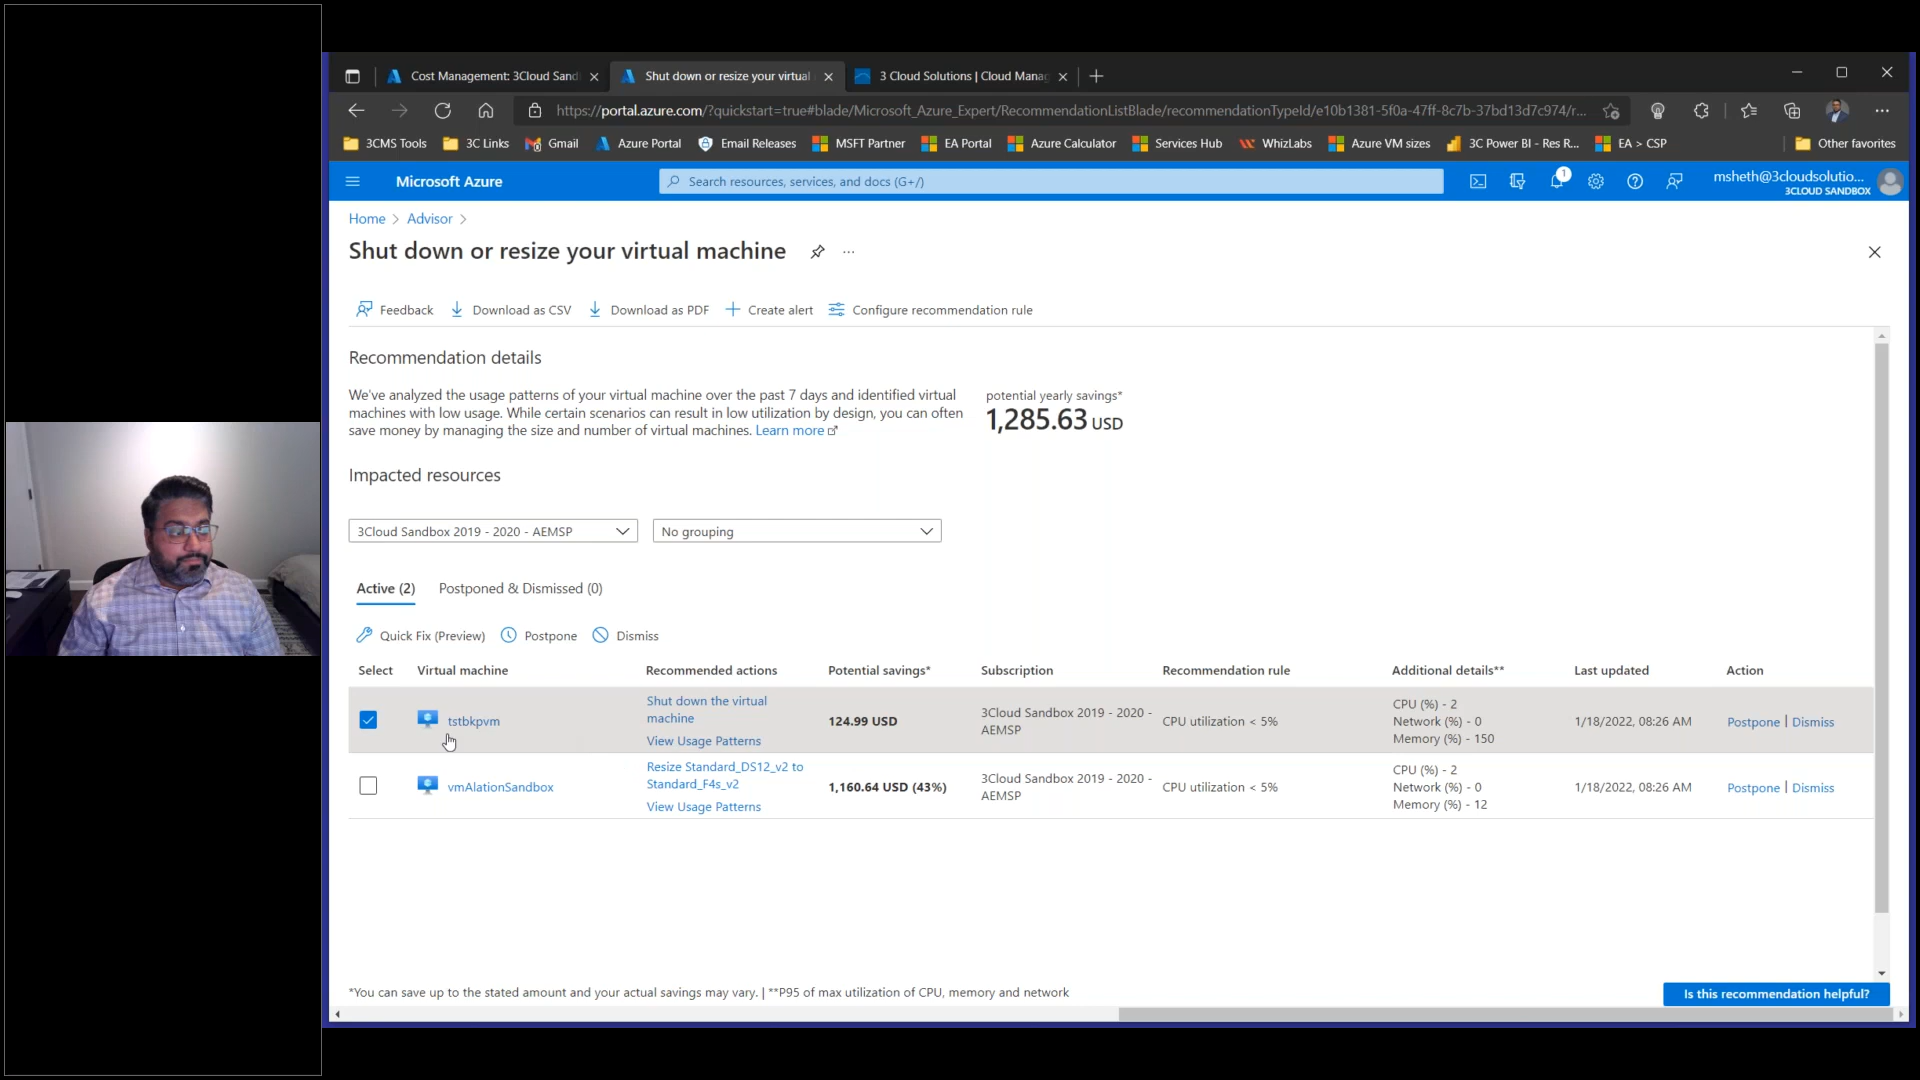 Cost Management: 3Cloud Sand
Shut down or resize your virtual
3 Cloud Solutions | Cloud Manag
https://portal.azure.com/?quickstart=true#blade/Microsoft_Azure_Expert/RecommendationListBlade/recommendationTypeId/e10b1381-5f0a-47ff-8c7b-37bd13d7c974/r...
3CMS Tools 3C Links Gmail Azure Portal Email Releases MSFT Partner EA Portal Azure Calculator Services Hub WhizLabs Azure VM sizes 3C Power BI - Res R... EA > CSP Other favorites
Microsoft Azure
Search resources, services, and docs (G+/)
1
msheth@3cloudsolutio...
3CLOUD SANDBOX
Home > Advisor >
Shut down or resize your virtual machine
Feedback Download as CSV Download as PDF Create alert Configure recommendation rule
Recommendation details
We've analyzed the usage patterns of your virtual machine over the past 7 days and identified virtual
machines with low usage. While certain scenarios can result in low utilization by design, you can often
save money by managing the size and number of virtual machines. Learn more
potential yearly savings*
1,285.63 USD
Impacted resources
3Cloud Sandbox 2019 - 2020 - AEMSP
No grouping
Active (2) Postponed & Dismissed (0)
Quick Fix (Preview) Postpone Dismiss
Select Virtual machine Recommended actions Potential savings* Subscription Recommendation rule Additional details** Last updated Action
tstbkpvm
Shut down the virtual
machine
View Usage Patterns
124.99 USD
3Cloud Sandbox 2019 - 2020 -
AEMSP
CPU utilization < 5%
CPU (%) - 2
Network (%) - 0
Memory (%) - 150
1/18/2022, 08:26 AM
Postpone | Dismiss
vmAlationSandbox
Resize Standard_DS12_v2 to
Standard_F4s_v2
View Usage Patterns
1,160.64 USD (43%)
3Cloud Sandbox 2019 - 2020 -
AEMSP
CPU utilization < 5%
CPU (%) - 2
Network (%) - 0
Memory (%) - 12
1/18/2022, 08:26 AM
Postpone | Dismiss
*You can save up to the stated amount and your actual savings may vary. | **P95 of max utilization of CPU, memory and network
Is this recommendation helpful?